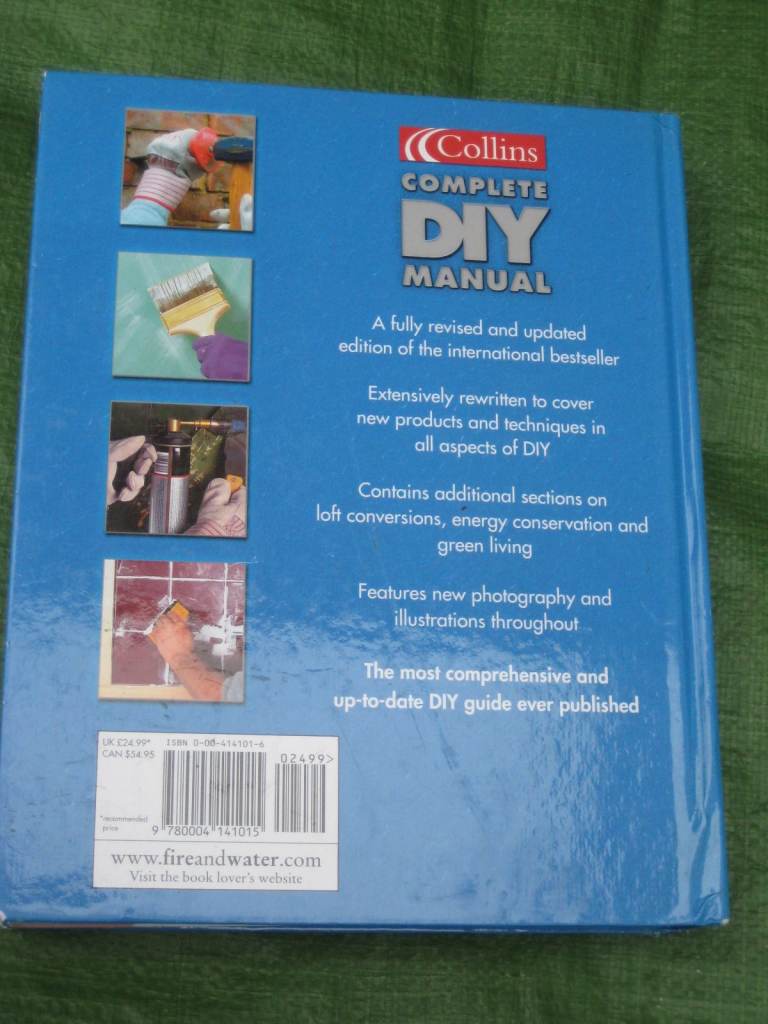 Collins
COMPLETE
DIY
MANUAL
A fully revised and updated
edition of the international bestseller
Extensively rewritten to cover
new products and techniques in
all aspects of DIY
Contains additional sections on
loft conversions, energy conservation and
green living
Features new photography and
illustrations throughout
The most comprehensive and
up-to-date DIY guide ever published
UK £24.99*
CAN $54.95
ISBN 0-00-414101-6
02499>
*recommended
price
9 780004 141015
www.fireandwater.com
Visit the book lover's website